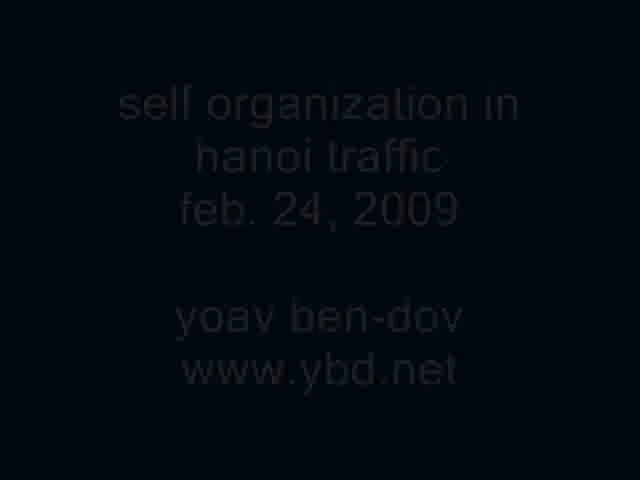 self organization in
hanoi traffic
feb. 24, 2009
yoav ben-dov
www.ybd.net